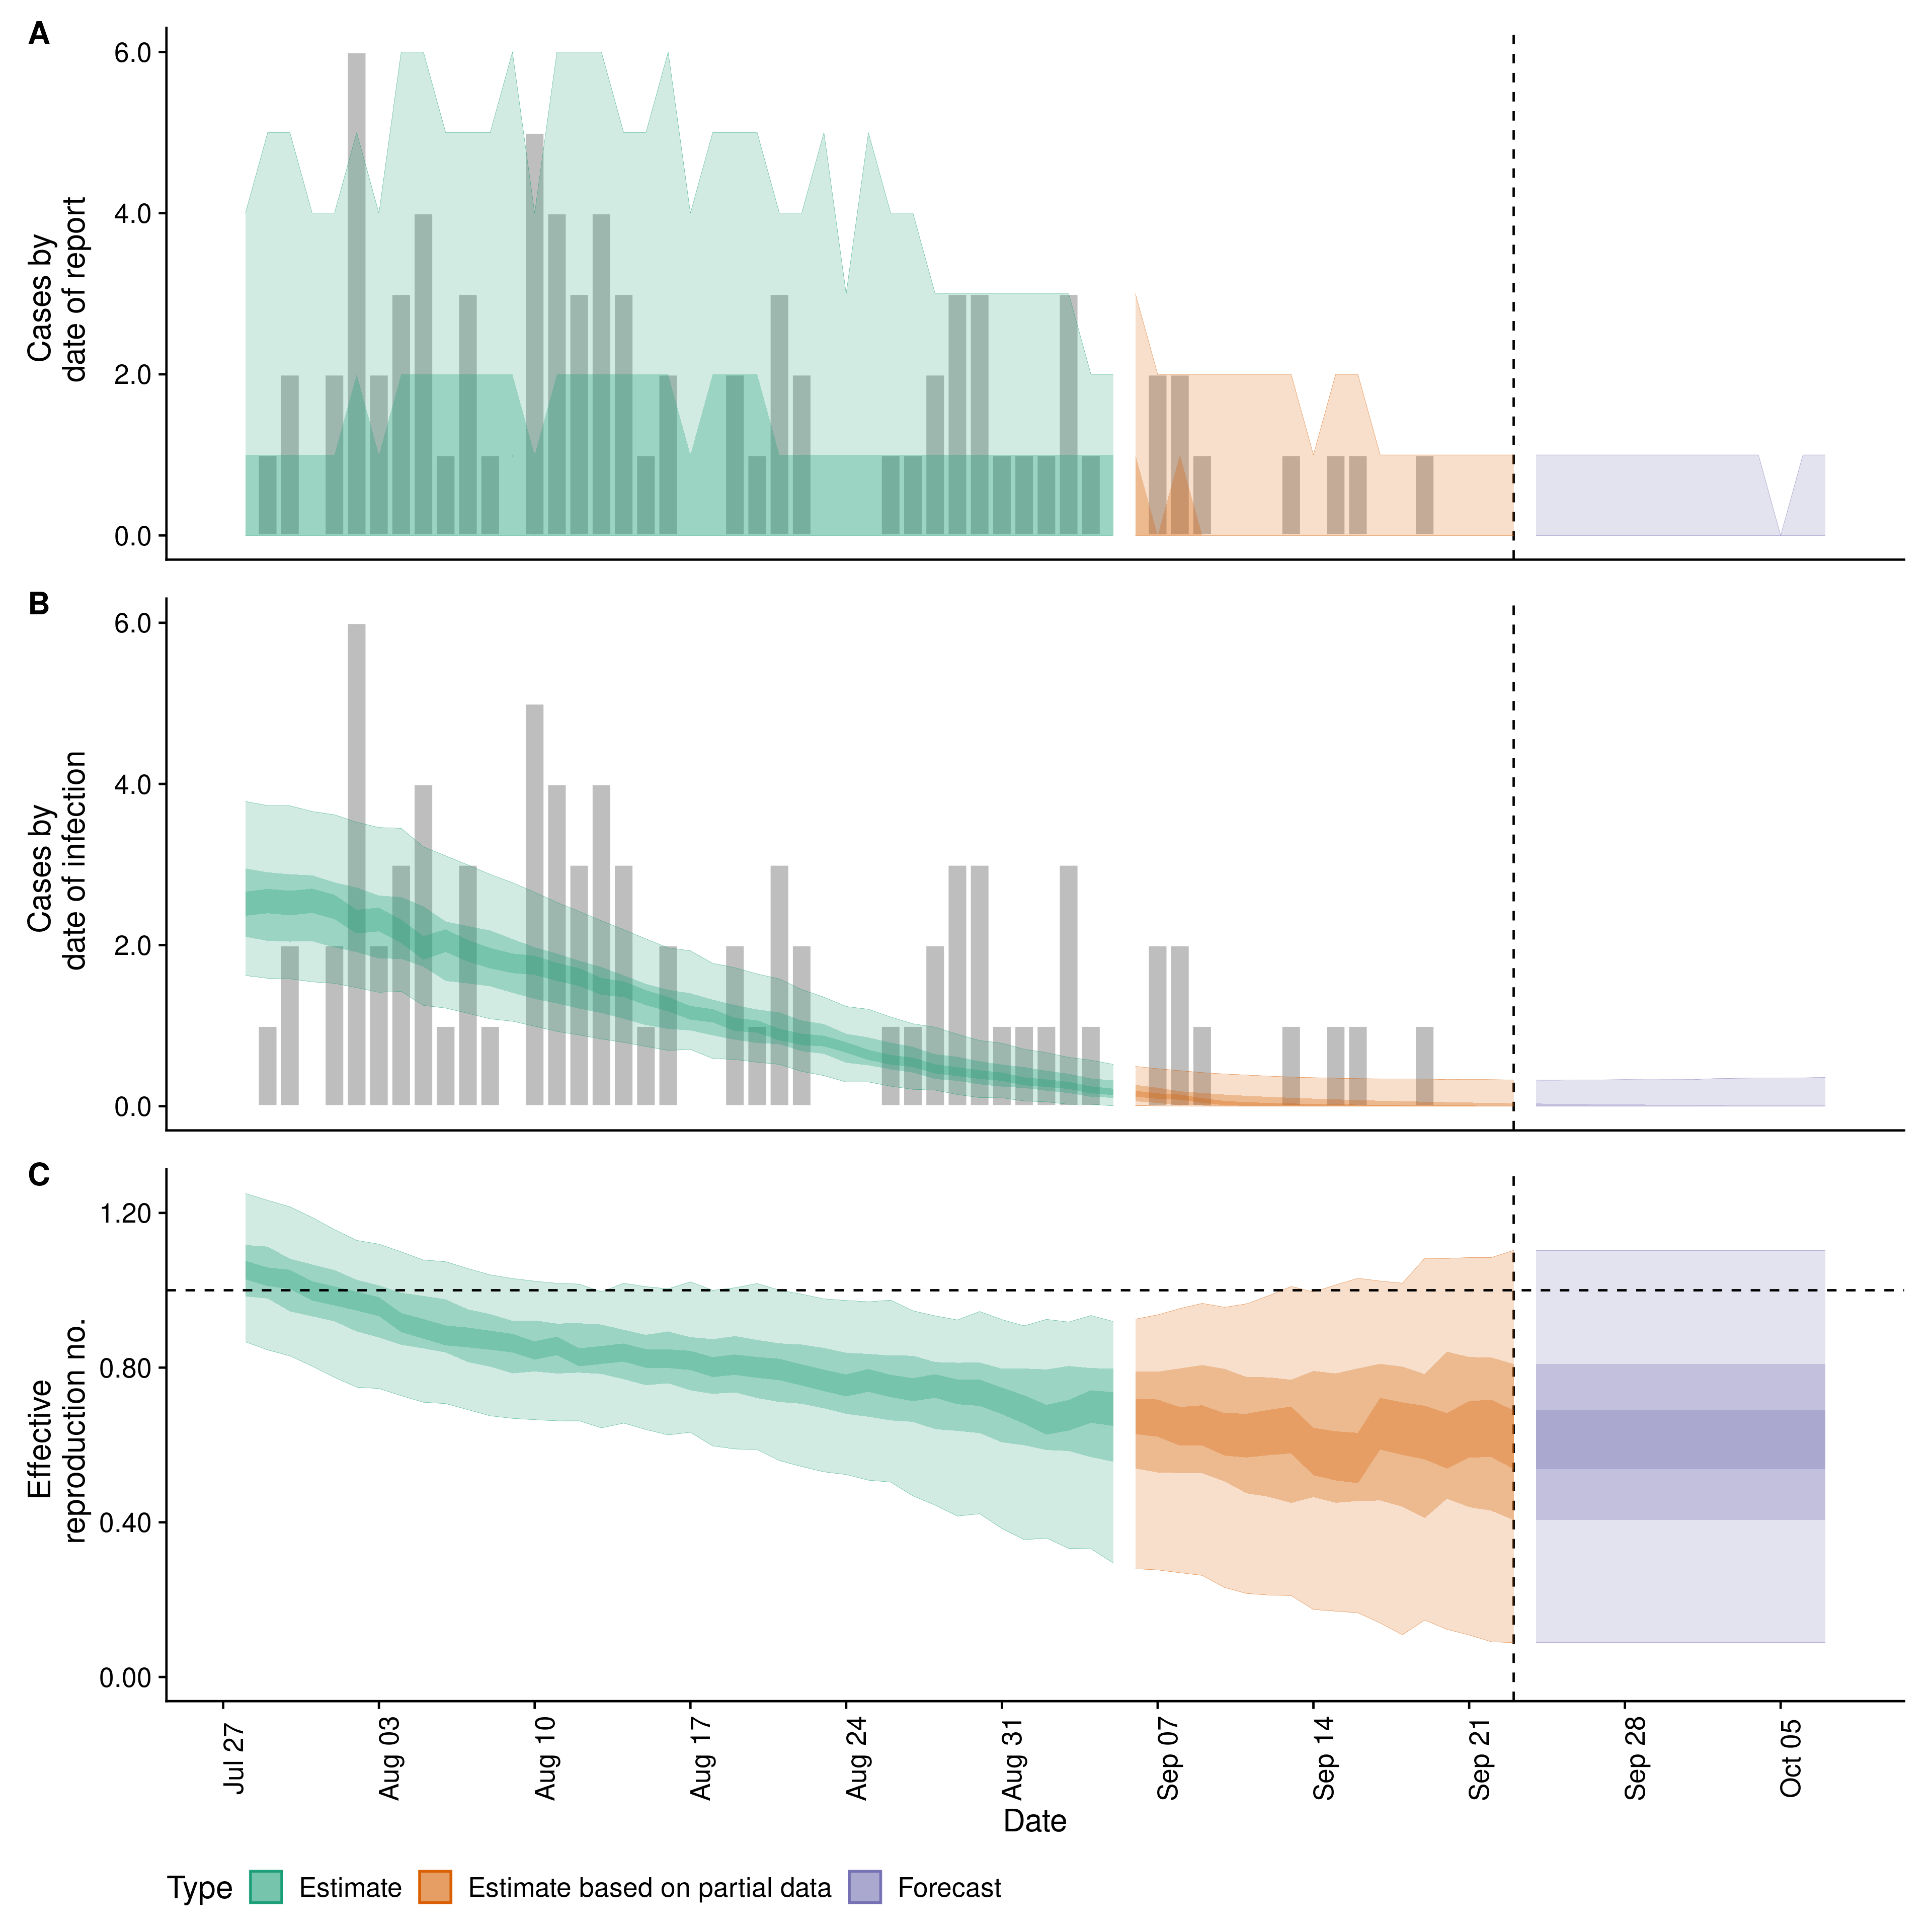 A
Cases by
date of report
6.0
4.0
2.0
0.0
B
Cases by
date of infection
6.0
4.0
2.0
0.0
C
Effective
reproduction no.
1.20
0.80
0.40
0.00
Jul 27
Aug 03
Aug 10
Aug 17
Aug 24
Aug 31
Sep 07
Sep 14
Sep 21
Sep 28
Oct 05
Date
Type Estimate Estimate based on partial data Forecast